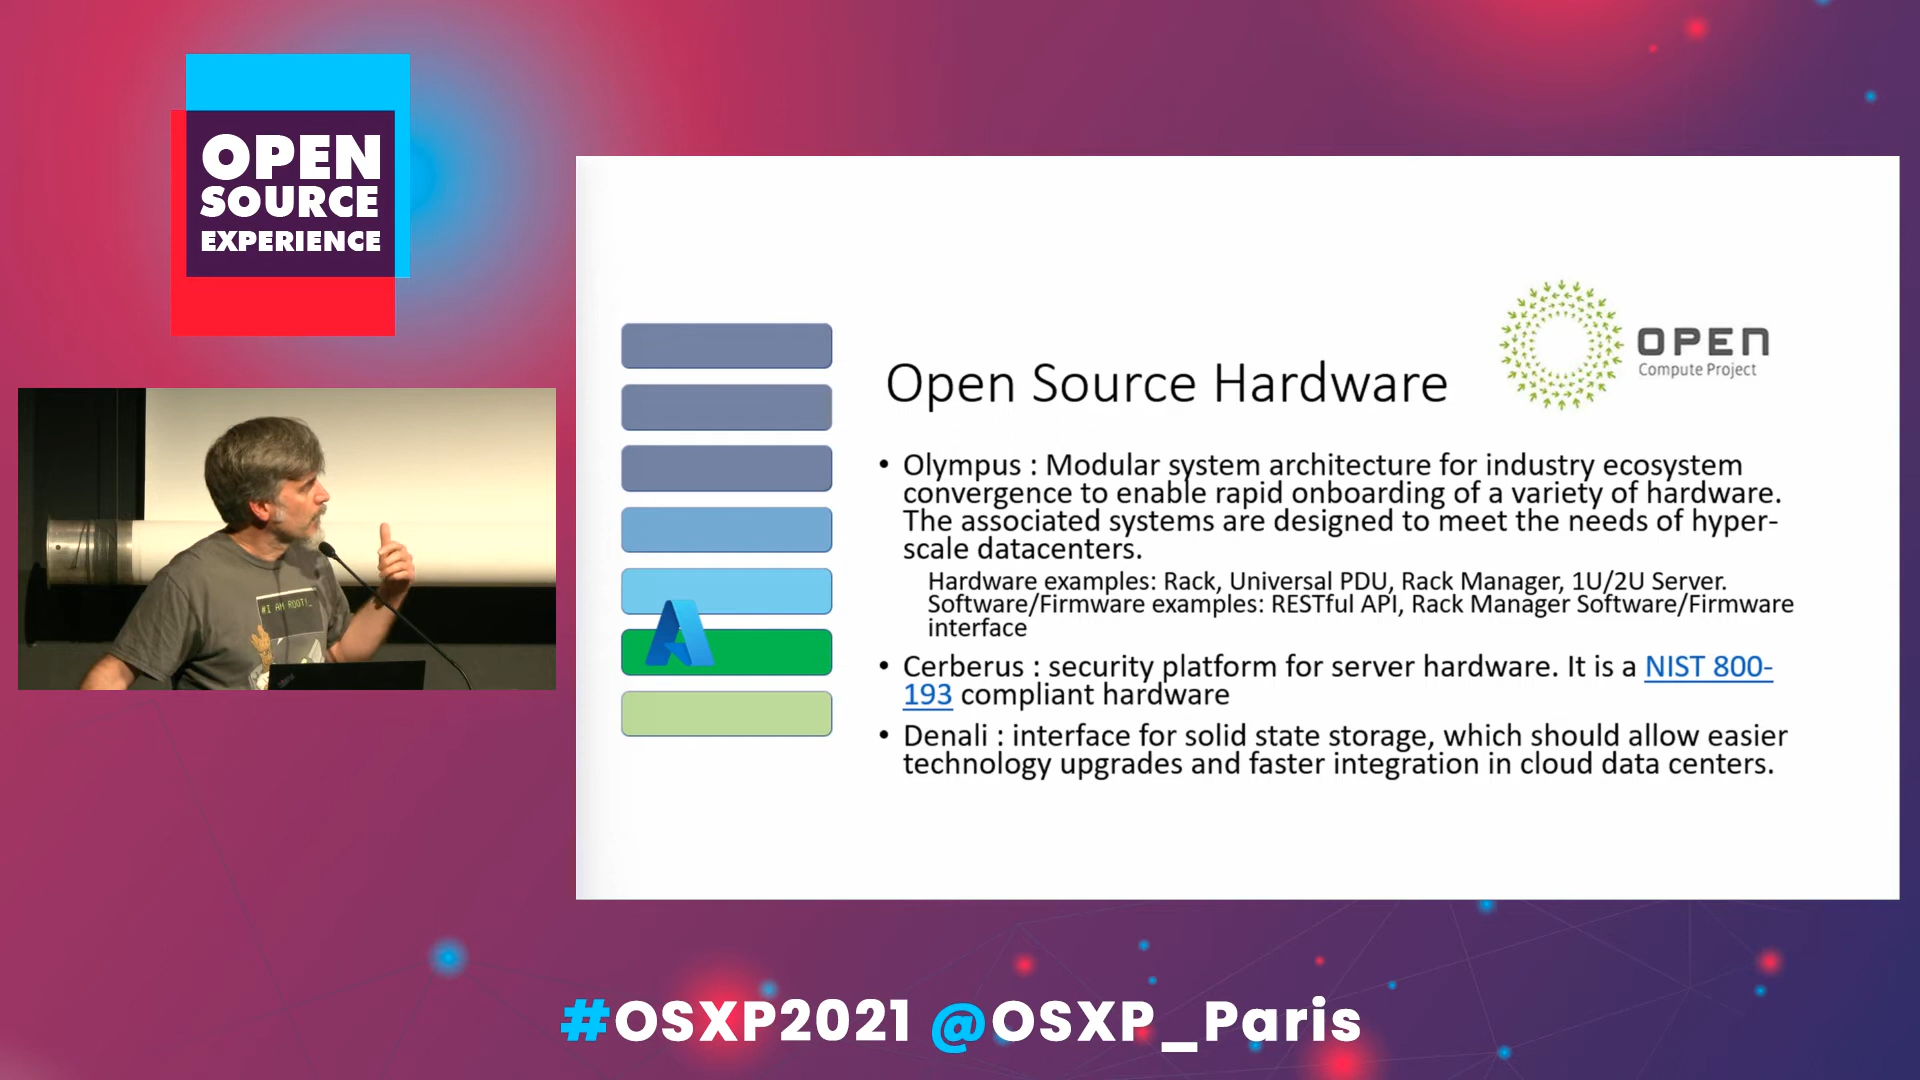 OPEN
SOURCE
EXPERIENCE
#I AM ROOT!_
Open Source Hardware
OPEN
Compute Project
• Olympus : Modular system architecture for industry ecosystem
convergence to enable rapid onboarding of a variety of hardware.
The associated systems are designed to meet the needs of hyper-
scale datacenters.
Hardware examples: Rack, Universal PDU, Rack Manager, 1U/2U Server.
Software/Firmware examples: RESTful API, Rack Manager Software/Firmware
interface
• Cerberus : security platform for server hardware. It is a NIST 800-
193 compliant hardware
• Denali : interface for solid state storage, which should allow easier
technology upgrades and faster integration in cloud data centers.
#OSXP2021 @OSXP_Paris